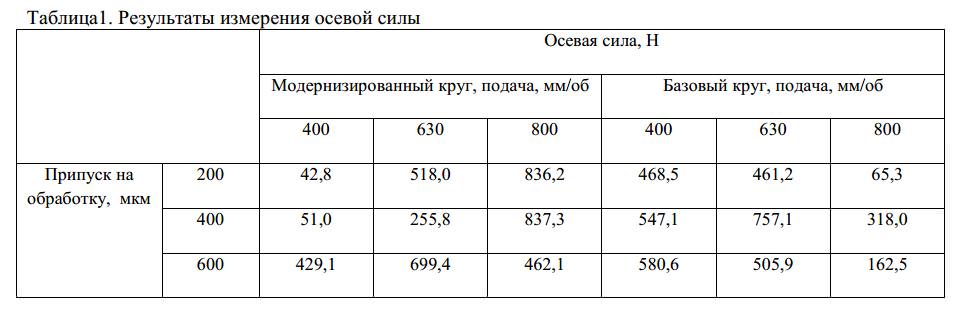 Таблица1. Результаты измерения осевой силы
Осевая сила, Н
Модернизированный круг, подача, мм/об Базовый круг, подача, мм/об
400 630 800 400 630 800
Припуск на 200 42,8 518,0 836,2 468,5 461,2 65,3
обработку, мкм
400 51,0 255,8 837,3 547,1 757,1 318,0
600 429,1 699,4 462,1 580,6 505,9 162,5